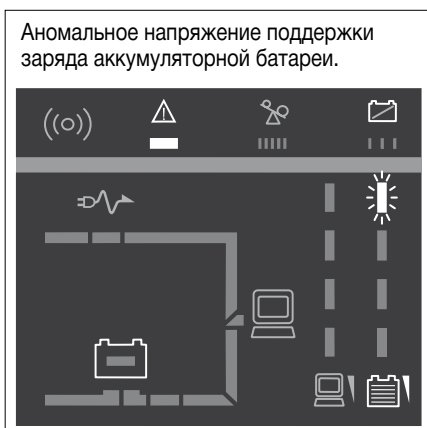 Аномальное напряжение поддержки
заряда аккумуляторной батареи.